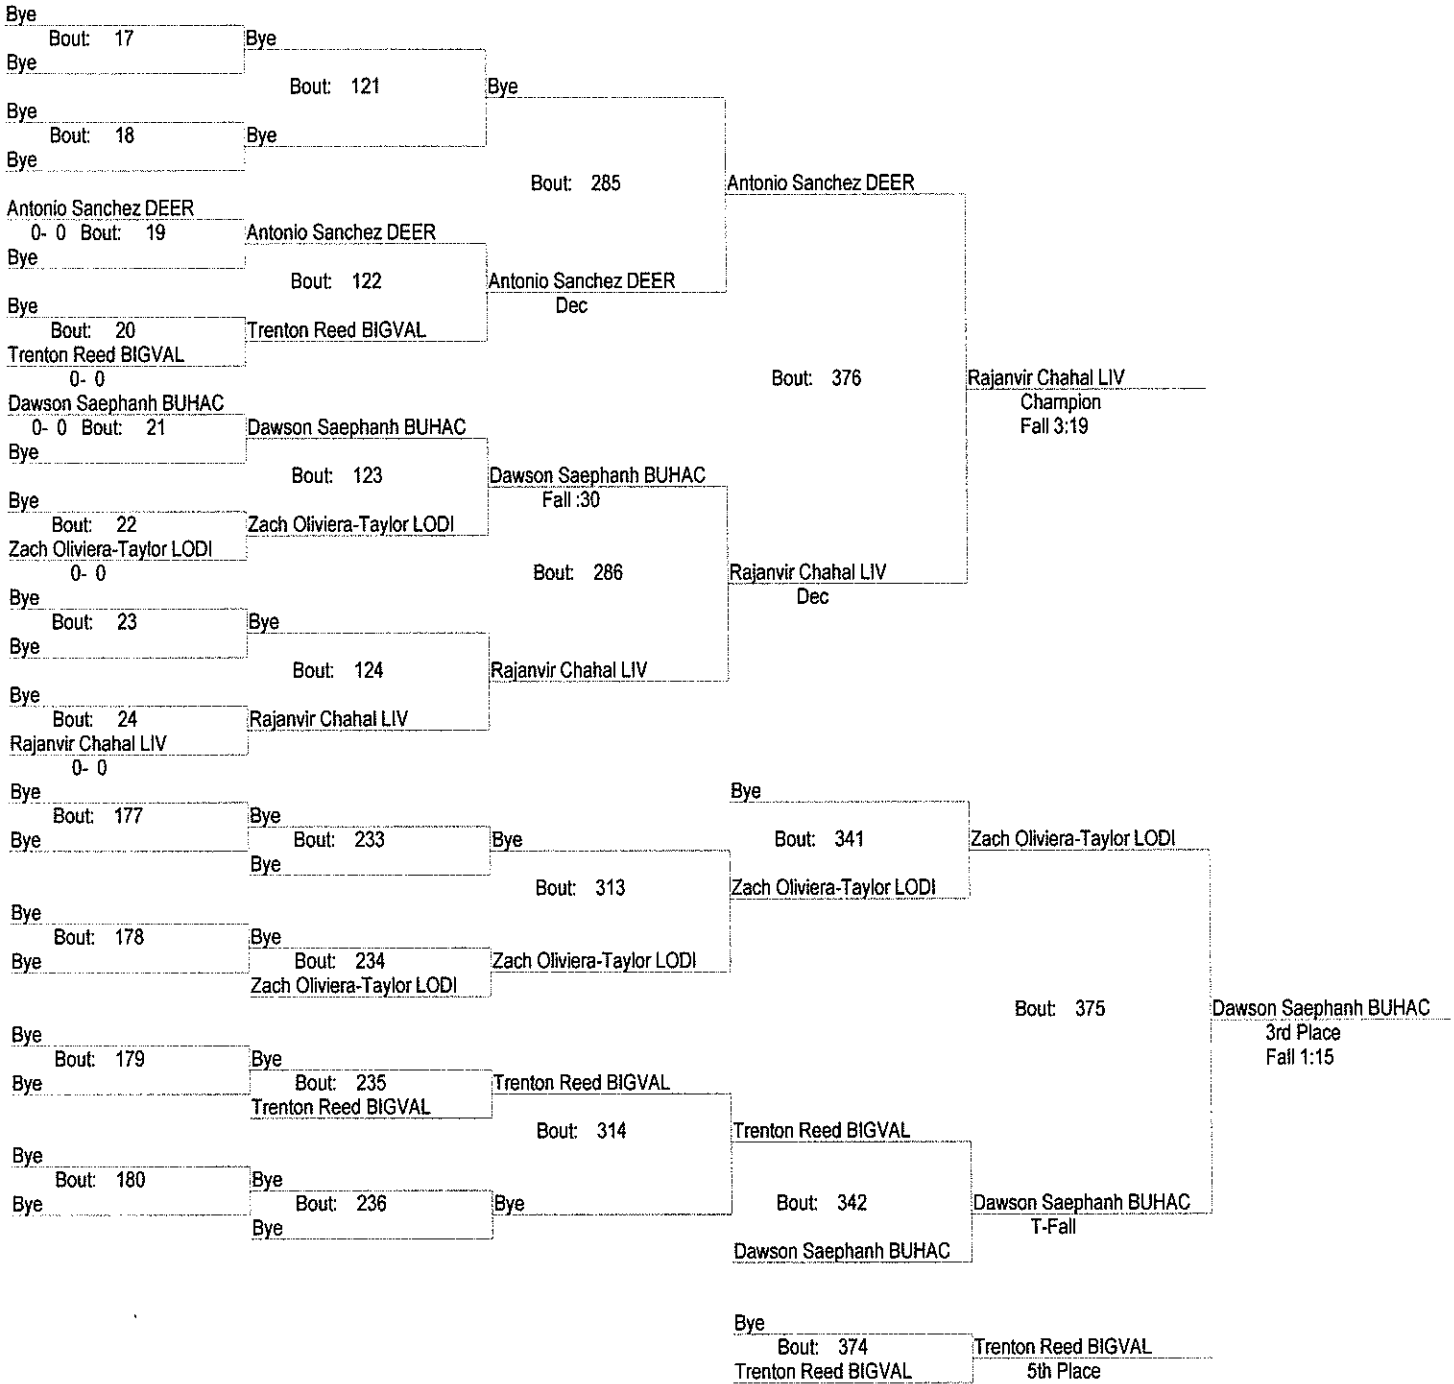 Bye
Bout: 17
Bye
Bye
Bout: 121
Bye
Bye
Bout: 18
Bye
Bye
Bout: 285
Antonio Sanchez DEER
Antonio Sanchez DEER
0- 0 Bout: 19
Antonio Sanchez DEER
Bye
Bout: 122
Antonio Sanchez DEER
Dec
Bye
Bout: 20
Trenton Reed BIGVAL
Trenton Reed BIGVAL
0- 0
Bout: 376
Rajanvir Chahal LIV
Champion
Fall 3:19
Dawson Saephanh BUHAC
0- 0 Bout: 21
Dawson Saephanh BUHAC
Bye
Bout: 123
Dawson Saephanh BUHAC
Fall :30
Bye
Bout: 22
Zach Oliviera-Taylor LODI
Zach Oliviera-Taylor LODI
0- 0
Bout: 286
Rajanvir Chahal LIV
Dec
Bye
Bout: 23
Bye
Bye
Bout: 124
Rajanvir Chahal LIV
Bye
Bout: 24
Rajanvir Chahal LIV
Rajanvir Chahal LIV
0- 0
Bye
Bout: 177
Bye
Bye
Bout: 233
Bye
Bye
Bye
Bout: 341
Zach Oliviera-Taylor LODI
Bout: 313
Zach Oliviera-Taylor LODI
Bye
Bout: 178
Bye
Bye
Bout: 234
Zach Oliviera-Taylor LODI
Zach Oliviera-Taylor LODI
Bout: 375
Dawson Saephanh BUHAC
3rd Place
Fall 1:15
Bye
Bout: 179
Bye
Bye
Bout: 235
Trenton Reed BIGVAL
Trenton Reed BIGVAL
Bout: 314
Trenton Reed BIGVAL
Bye
Bout: 180
Bye
Bye
Bout: 236
Bye
Bye
Bout: 342
Dawson Saephanh BUHAC
T-Fall
Dawson Saephanh BUHAC
Bye
Bout: 374
Trenton Reed BIGVAL
Trenton Reed BIGVAL
5th Place